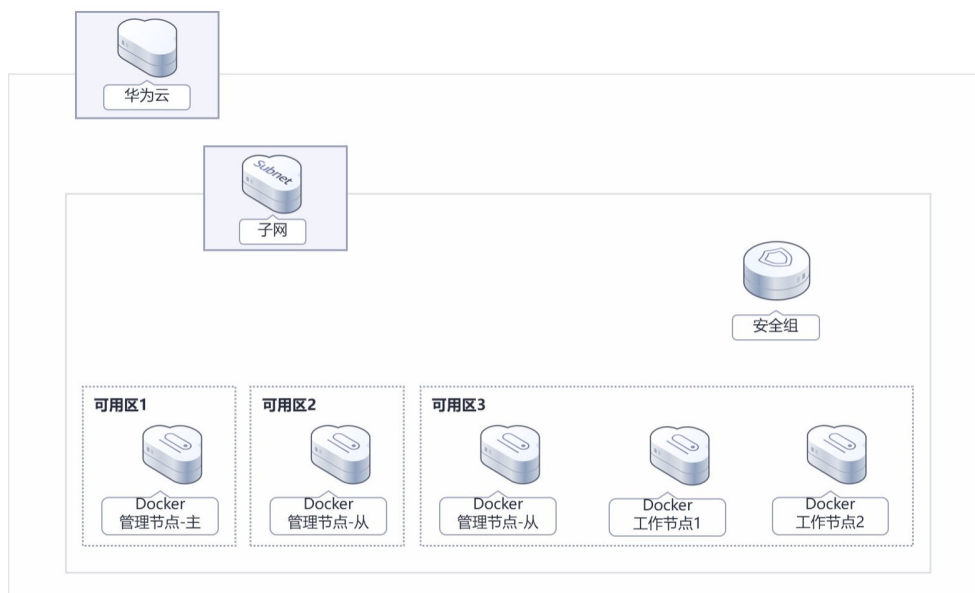 华为云
Subnet
子网
安全组
可用区1
Docker
管理节点-主
可用区2
Docker
管理节点-从
可用区3
Docker
管理节点-从
Docker
工作节点1
Docker
工作节点2